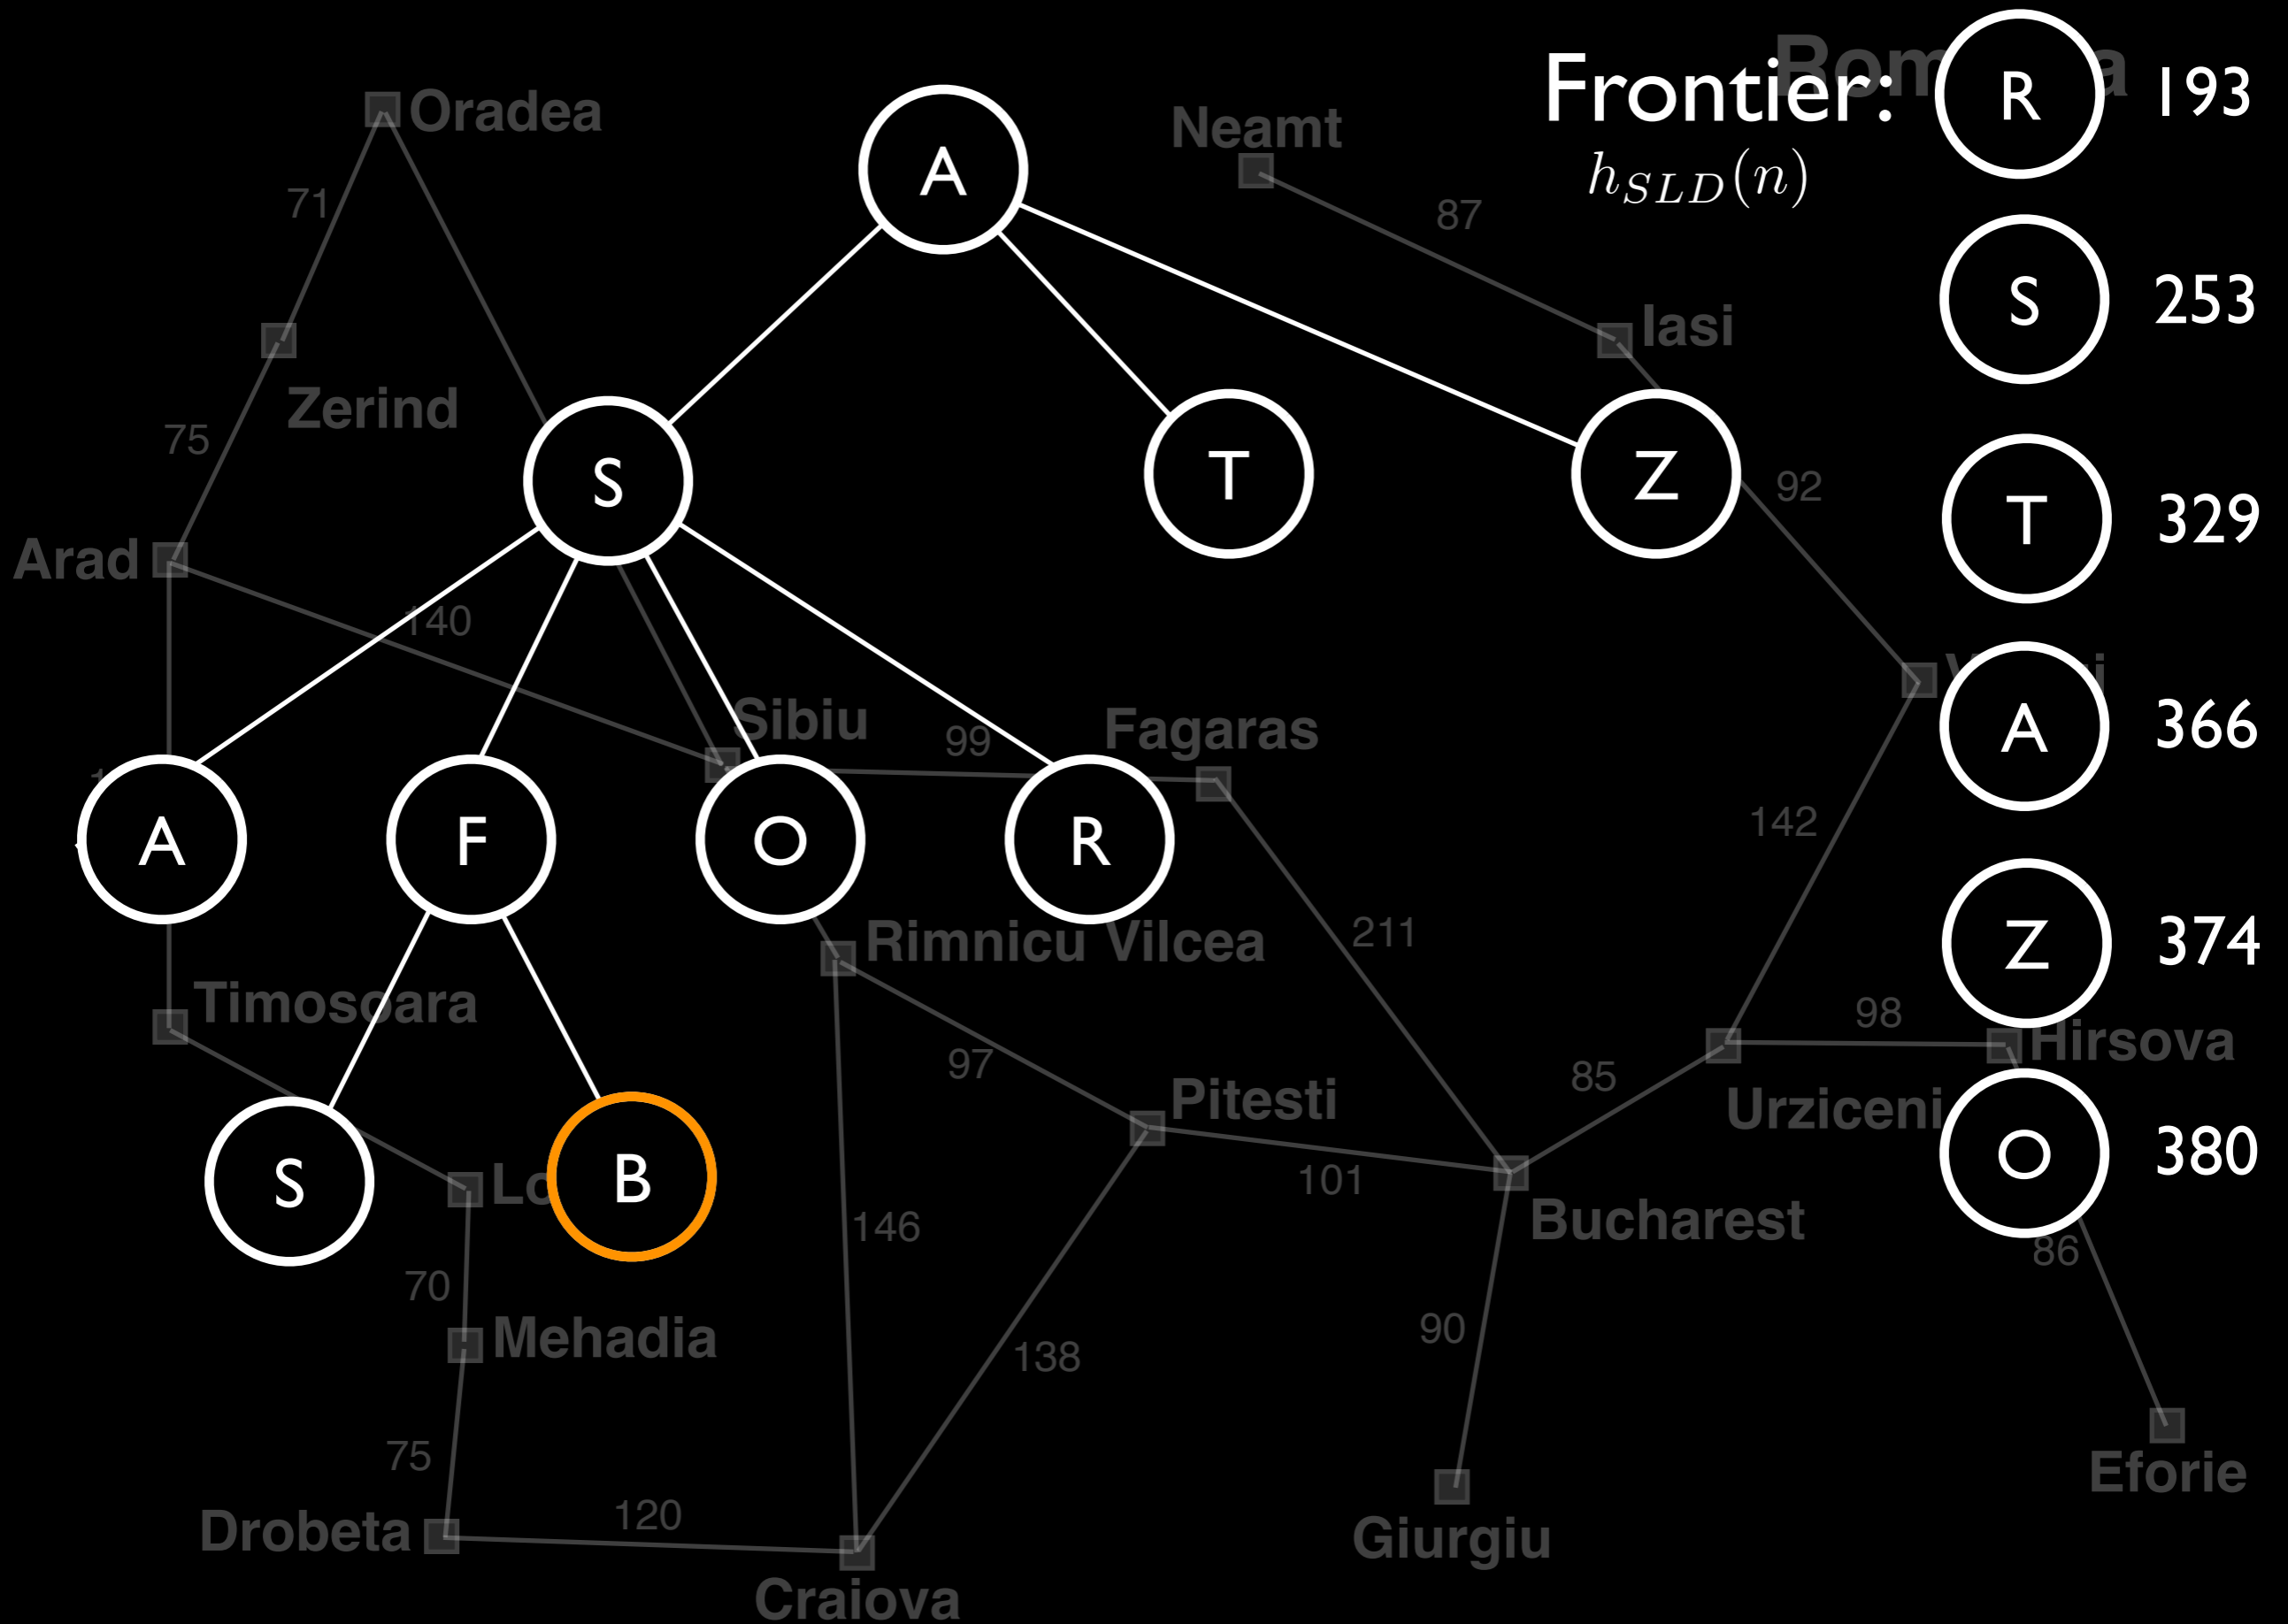 Frontier:
h_{SLD}(n)
R 193
S 253
T 329
A 366
Z 374
O 380
A
S
T
Z
A
F
O
R
S
B
Oradea
Neamt
71
87
Iasi
Zerind
75
92
Arad
140
Sibiu
99
Fagaras
142
Rimnicu Vilcea
211
Timisoara
98
Hirsova
97
85
Pitesti
Urziceni
101
146
Bucharest
86
70
90
Mehadia
138
75
Eforie
120
Drobeta
Giurgiu
Craiova